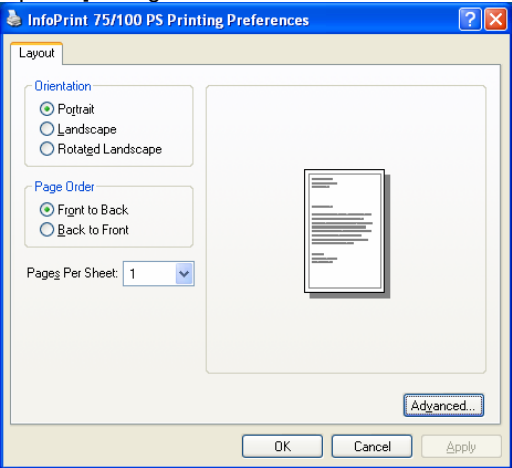 InfoPrint 75/100 PS Printing Preferences
Layout
Orientation
Portrait
Landscape
Rotated Landscape
Page Order
Front to Back
Back to Front
Pages Per Sheet: 1
Advanced...
OK Cancel Apply